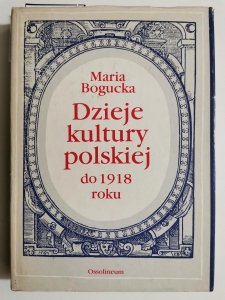 Maria
Bogucka
Dzieje
kultury
polskiej
do 1918
roku
Ossolineum